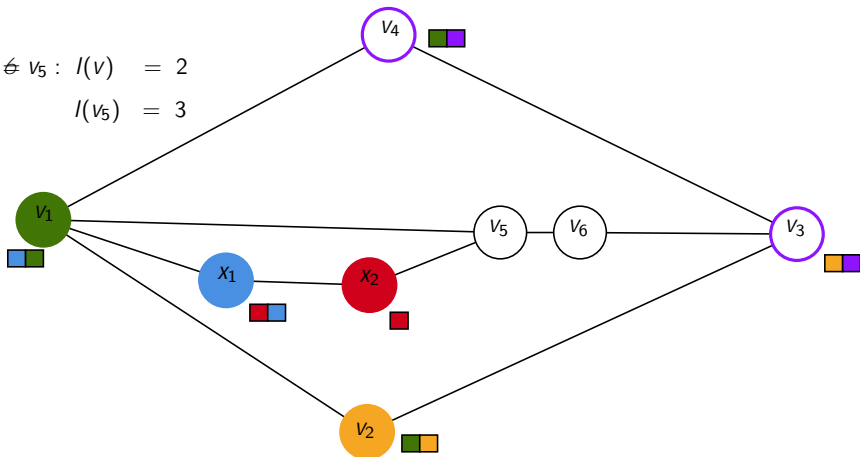 v₄
v₅ : l(v) = 2
l(v₅) = 3
v₁
v₅
v₆
v₃
x₁
x₂
v₂